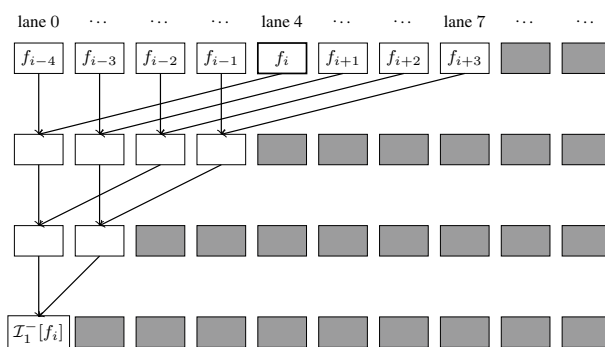 lane 0 ⋯ ⋯ ⋯ lane 4 ⋯ ⋯ lane 7 ⋯ ⋯
f_{i−4} f_{i−3} f_{i−2} f_{i−1} f_i f_{i+1} f_{i+2} f_{i+3}
ℐ_1^−[f_i]